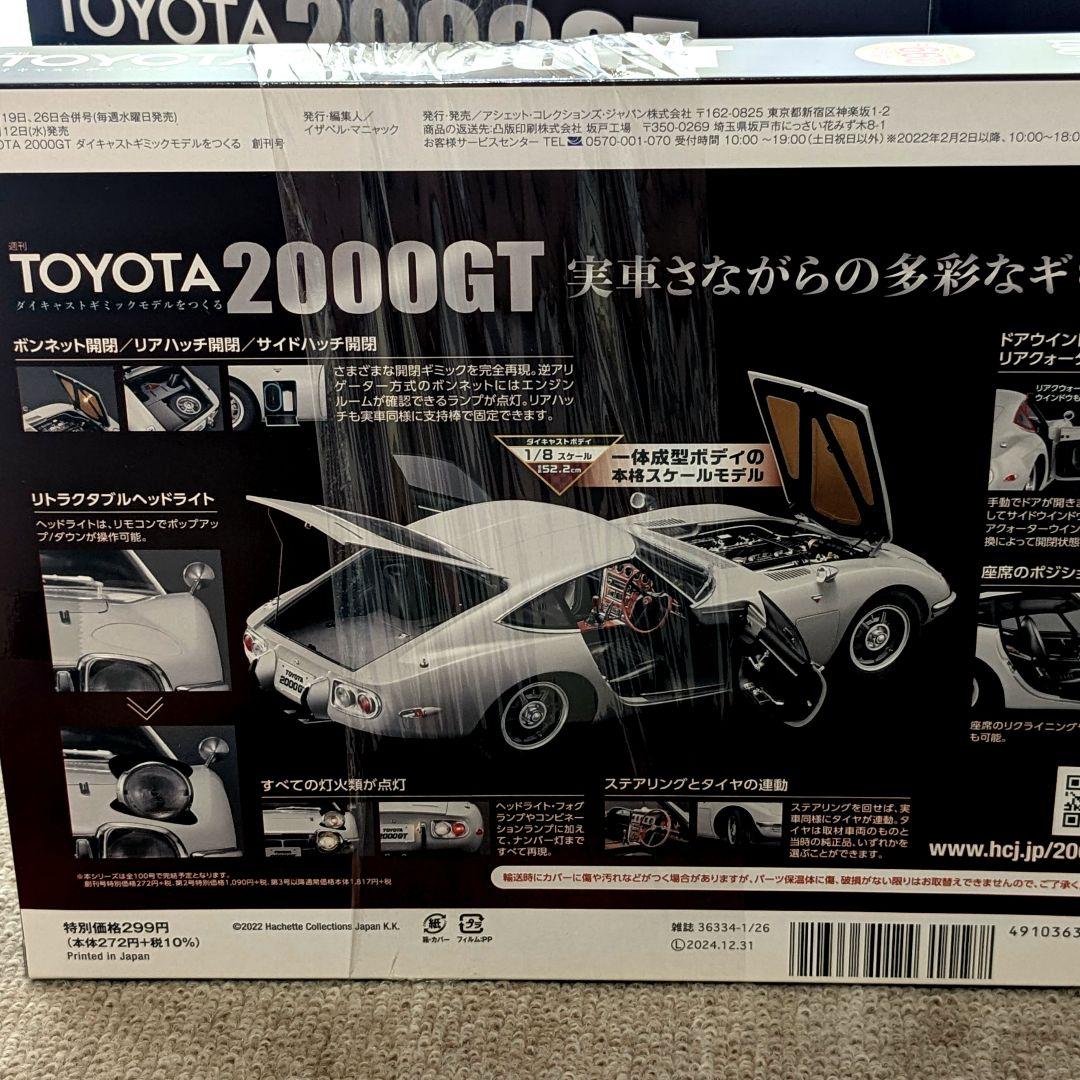 TOYOTA 2000GT
19日、26日合併号(毎週水曜日発売)
12日(水)発売
TA 2000GT ダイキャストギミックモデルをつくる 創刊号
発行・編集人／
イザベル・マニャック
発行・発売／アシェット・コレクションズ・ジャパン株式会社 〒162-0825 東京都新宿区神楽坂1-2
商品の返送先:凸版印刷株式会社 坂戸工場 〒350-0269 埼玉県坂戸市にっさい花みず木8-1
お客様サービスセンター TEL 0570-001-070 受付時間 10:00 ～19:00(土日祝日以外) ※2022年2月2日以降、10:00～18:0
週刊
TOYOTA 2000GT
ダイキャストギミックモデルをつくる
実車さながらの多彩なギ
ボンネット開閉／リアハッチ開閉／サイドハッチ開閉
さまざまな開閉ギミックを完全再現。逆アリ
ゲーター方式のボンネットにはエンジン
ルームが確認できるランプが点灯。リアハッ
チも実車同様に支持棒で固定できます。
ドアウイン
リアクォータ
リアクウォー
ウインドウも
手動でドアが開き
してサイドウインド
アクォーターウイン
換によって開閉状態
ダイキャストボディ
1/8 スケール
152.2cm
一体成型ボディの
本格スケールモデル
リトラクタブルヘッドライト
ヘッドライトは、リモコンでポップアッ
プ/ダウンが操作可能。
座席のポジショ
座席のリクライニング
も可能。
TOYOTA
2000GT
すべての灯火類が点灯
TOYOTA
2000GT
ヘッドライト・フォグ
ランプやコンビネー
ションランプに加え
て、ナンバー灯まで
すべて再現。
ステアリングとタイヤの連動
ステアリングを回せば、実
車同様にタイヤが連動。タ
イヤは取材車両のものと
当時の純正品、いずれかを
選ぶことができます。
www.hcj.jp/20
※本シリーズは全100号で完結予定となります。
創刊号特別価格272円+税、第2号特別価格1,090円+税、第3号以降通常価格本体1,817円+税
輸送時にカバーに傷や汚れなどがつく場合がありますが、パーツ保温体に傷、破損がない限りはお取替えできませんので、ご了承く
特別価格299円
(本体272円+税10%)
Printed in Japan
©2022 Hachette Collections Japan K.K.
紙
箱・カバー
プラ
フィルム:PP
雑誌 36334-1/26
Ⓛ2024.12.31
4910363